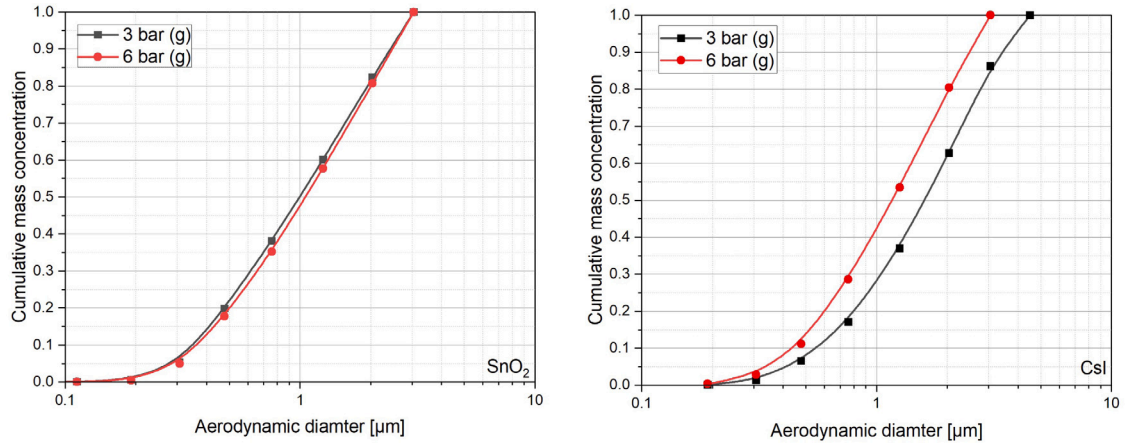 3 bar (g)
6 bar (g)
Cumulative mass concentration
1.0
0.9
0.8
0.7
0.6
0.5
0.4
0.3
0.2
0.1
0.0
SnO₂
0.1
1
10
Aerodynamic diamter [µm]
3 bar (g)
6 bar (g)
Cumulative mass concentration
1.0
0.9
0.8
0.7
0.6
0.5
0.4
0.3
0.2
0.1
0.0
CsI
0.1
1
10
Aerodynamic diamter [µm]